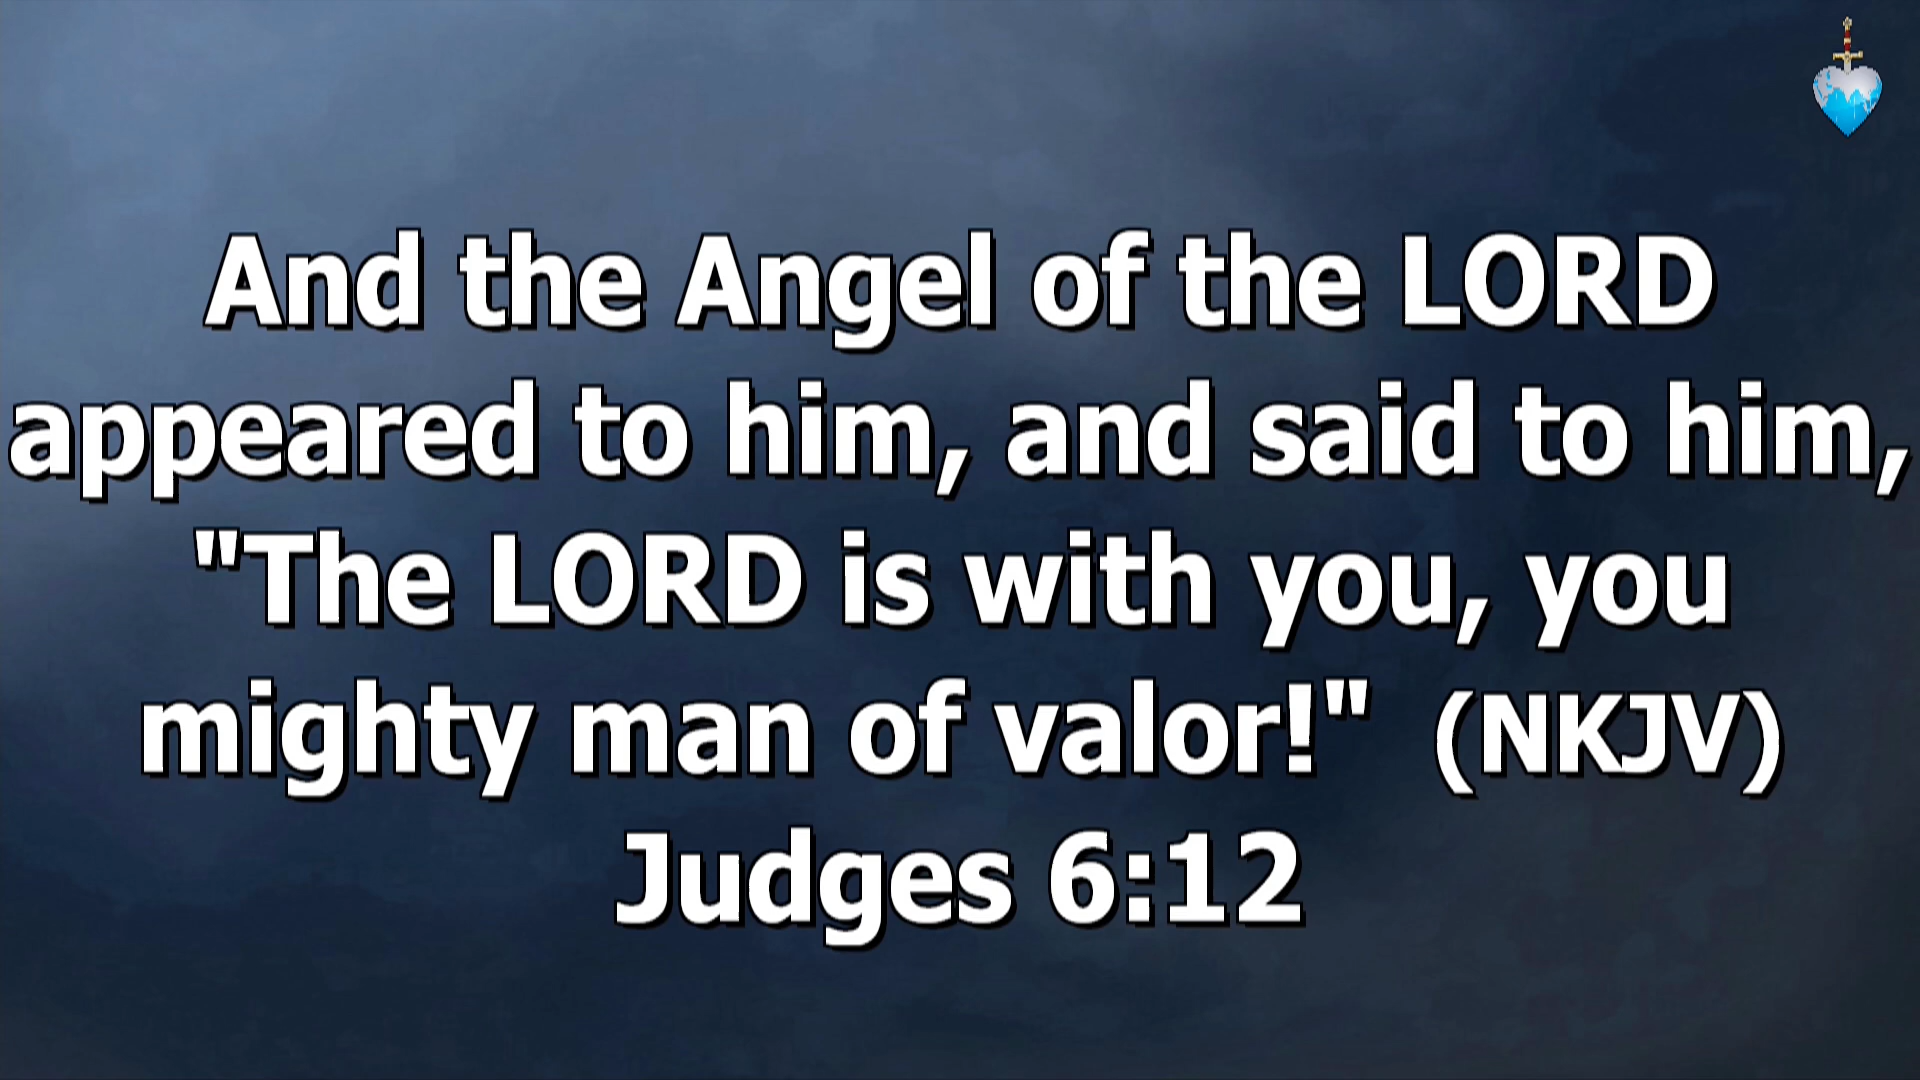 And the Angel of the LORD
appeared to him, and said to him,
"The LORD is with you, you
mighty man of valor!"  (NKJV)
Judges 6:12